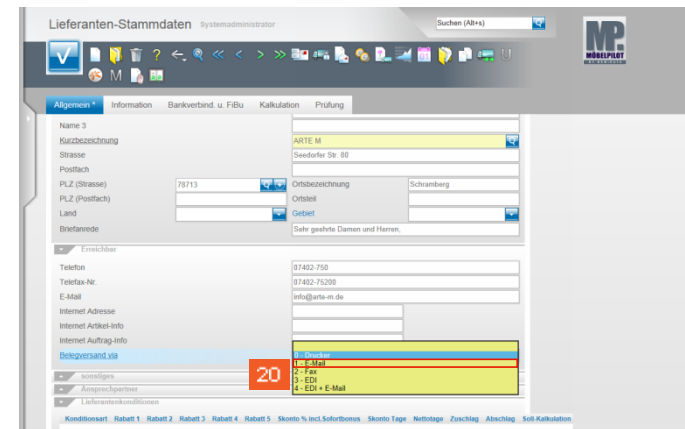 Lieferanten-Stammdaten Systemadministrator Suchen (Alt+s)
MP.
MÖBELPILOT
Allgemein * Information Bankverbind. u. FiBu Kalkulation Prüfung
Name 3
Kurzbezeichnung ARTE M
Strasse Seedorfer Str. 80
Postfach
PLZ (Strasse) 78713 Ortsbezeichnung Schramberg
PLZ (Postfach) Ortsteil
Land Gebiet
Briefanrede Sehr geehrte Damen und Herren,
Erreichbar
Telefon 07402-750
Telefax-Nr. 07402-75200
E-Mail info@arte-m.de
Internet Adresse
Internet Artikel-Info
Internet Auftrag-Info
Belegversand via 0 - Drucker
1 - E-Mail
2 - Fax
3 - EDI
4 - EDI + E-Mail
20
sonstiges
Ansprechpartner
Lieferantenkonditionen
Konditionsart Rabatt 1 Rabatt 2 Rabatt 3 Rabatt 4 Rabatt 5 Skonto % incl.Sofortbonus Skonto Tage Nettotage Zuschlag Abschlag Soll-Kalkulation